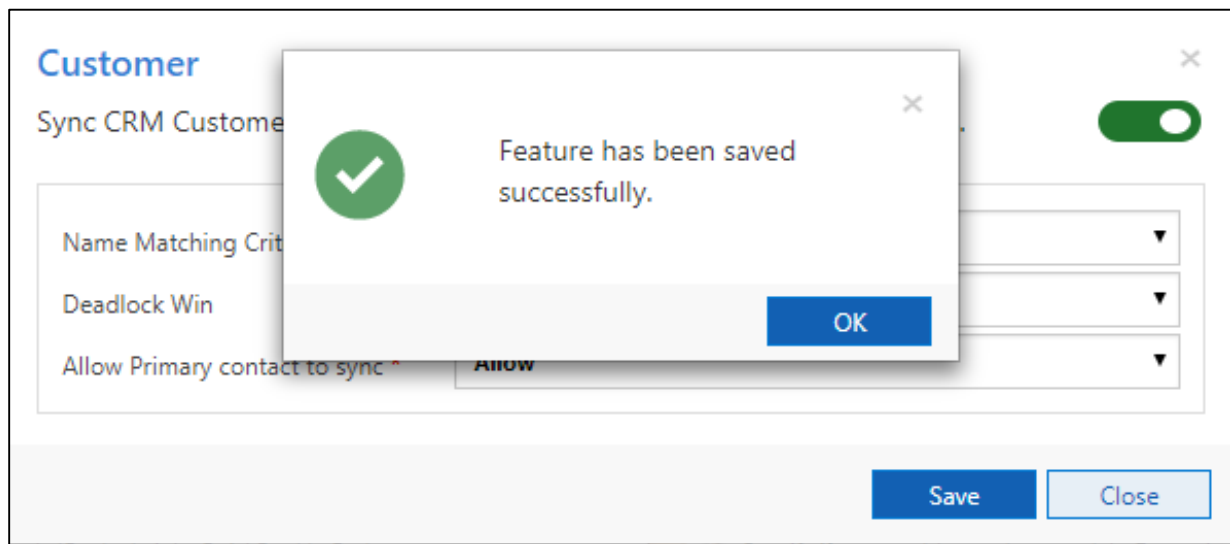 Customer
Sync CRM Custome
Feature has been saved
successfully.
Name Matching Crit
Deadlock Win
OK
Allow Primary contact to sync *
Allow
Save
Close